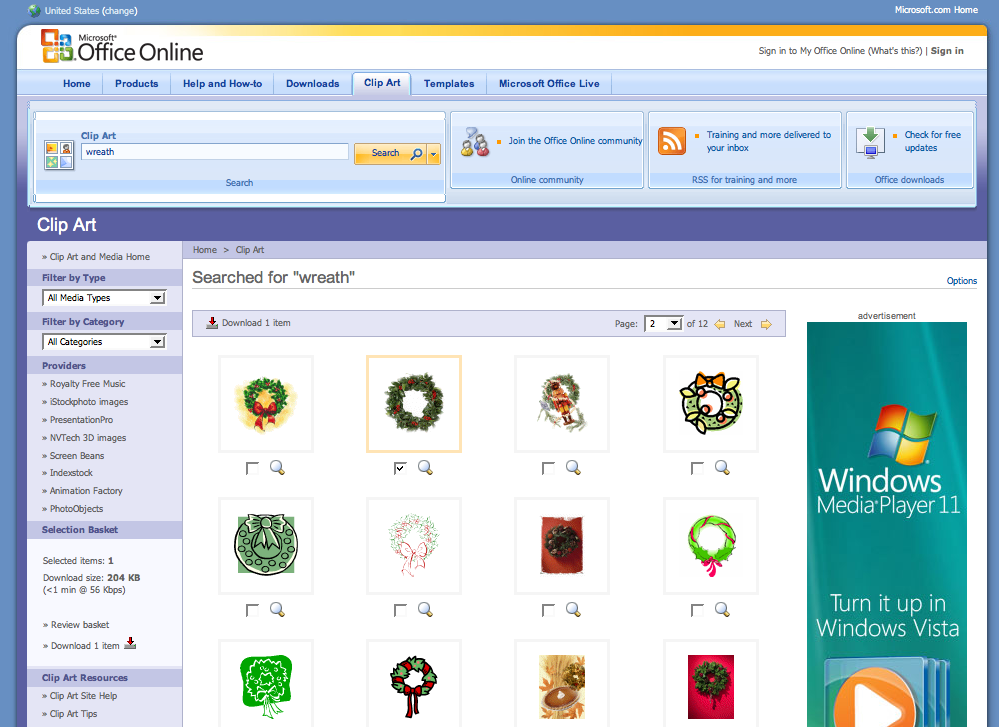 United States (change)
Microsoft.com Home
Microsoft®
Office Online
Sign in to My Office Online (What's this?) | Sign in
Home
Products
Help and How-to
Downloads
Clip Art
Templates
Microsoft Office Live
Clip Art
wreath
Search
Search
Join the Office Online community
Online community
Training and more delivered to
your inbox
RSS for training and more
Check for free
updates
Office downloads
Clip Art
» Clip Art and Media Home
Filter by Type
All Media Types
Filter by Category
All Categories
Providers
» Royalty Free Music
» iStockphoto images
» PresentationPro
» NVTech 3D images
» Screen Beans
» Indexstock
» Animation Factory
» PhotoObjects
Selection Basket
Selected items: 1
Download size: 204 KB
(<1 min @ 56 Kbps)
» Review basket
» Download 1 item
Clip Art Resources
» Clip Art Site Help
» Clip Art Tips
Home > Clip Art
Searched for "wreath"
Options
Download 1 item
Page: 2 of 12 Next
advertisement
Windows
Media Player 11
Turn it up in
Windows Vista